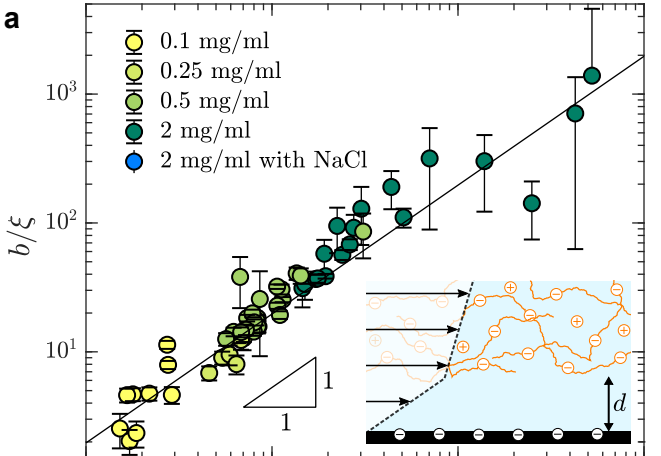 a
0.1 mg/ml
0.25 mg/ml
0.5 mg/ml
2 mg/ml
2 mg/ml with NaCl
10³
10²
10¹
b/ξ
1
1
d